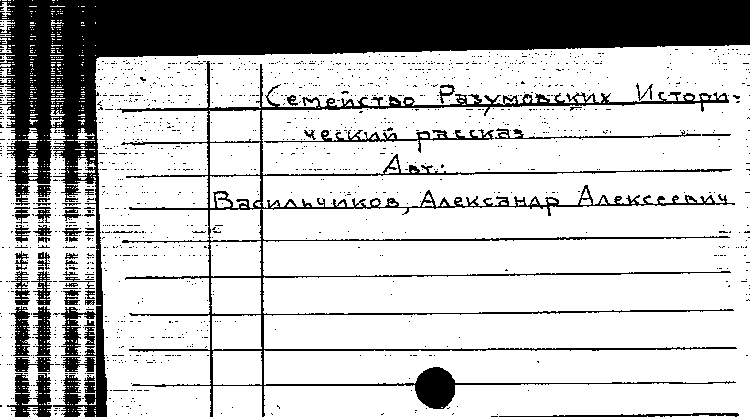 Семейство Разумовских Истори-
ческий рассказ
Авт.:
Васильчиков, Александр Алексеевич